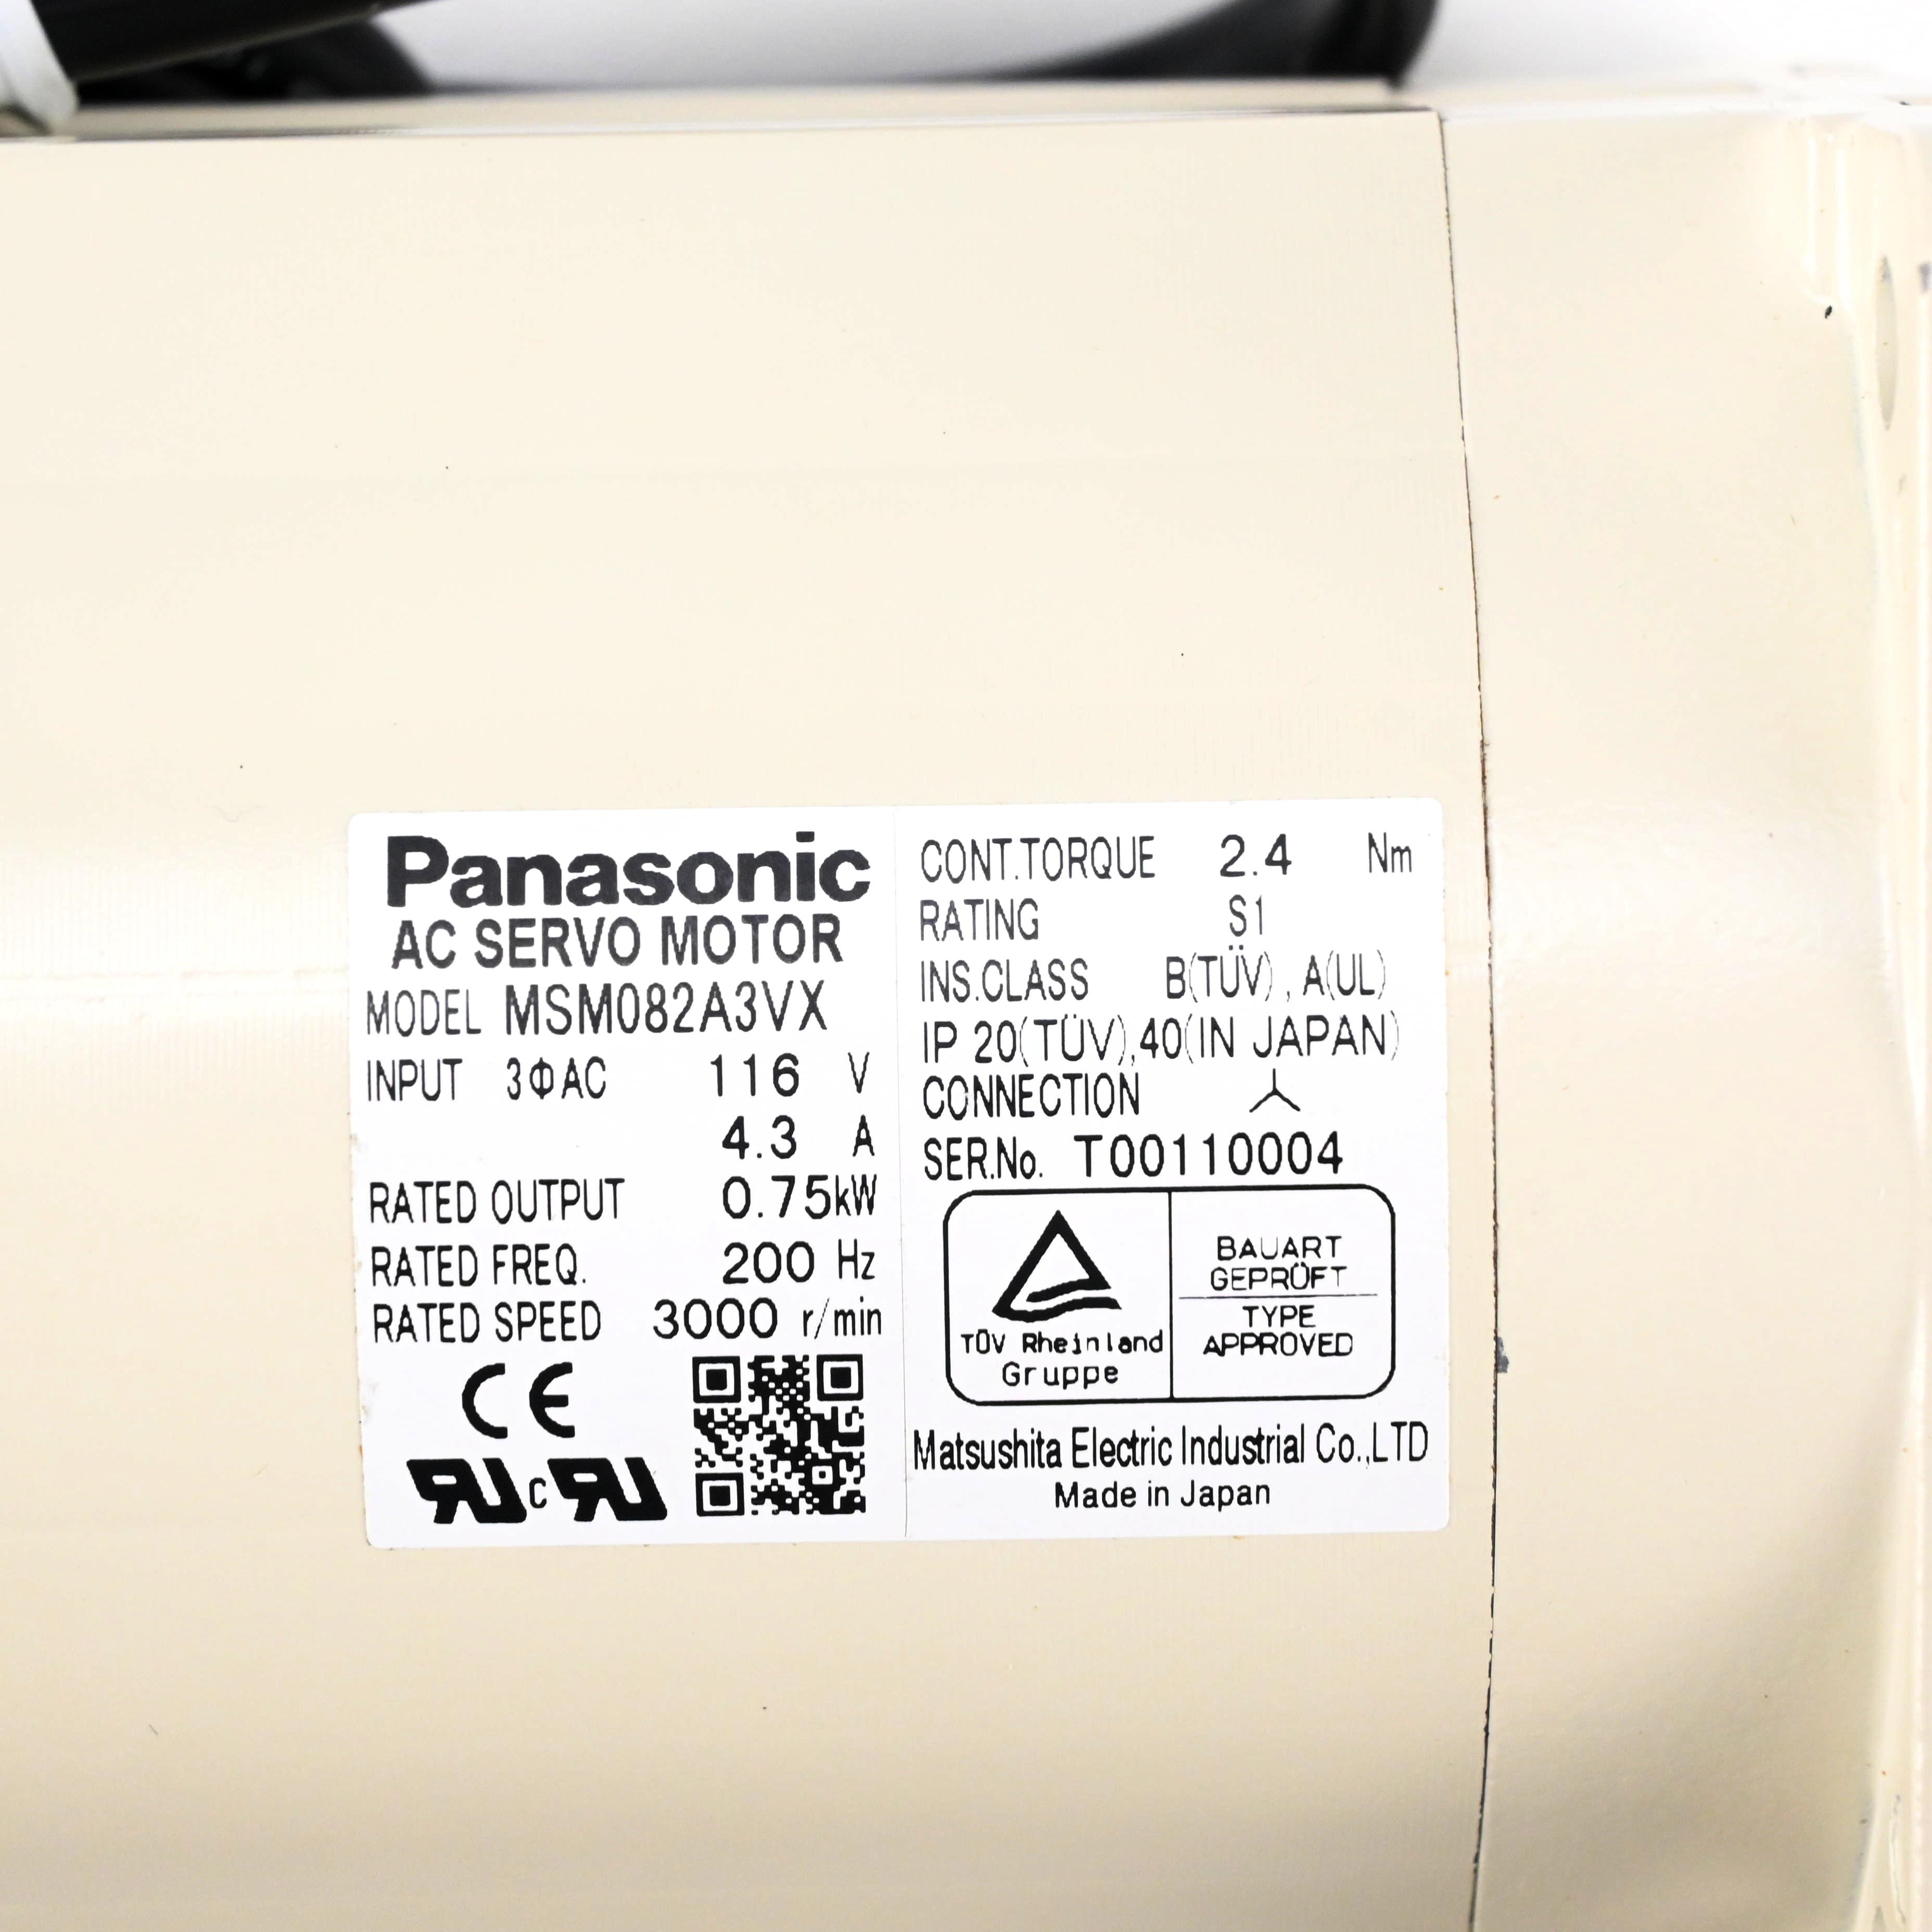 Panasonic
AC SERVO MOTOR
MODEL MSM082A3VX
INPUT 3ΦAC 116 V
4.3 A
RATED OUTPUT 0.75kW
RATED FREQ. 200 Hz
RATED SPEED 3000 r/min
CE
c
CONT.TORQUE 2.4 Nm
RATING S1
INS.CLASS B(TÜV), A(UL)
IP 20(TÜV),40(IN JAPAN)
CONNECTION
SER.No. T00110004
TÜV Rheinland
Gruppe
BAUART
GEPRÜFT
TYPE
APPROVED
Matsushita Electric Industrial Co.,LTD
Made in Japan